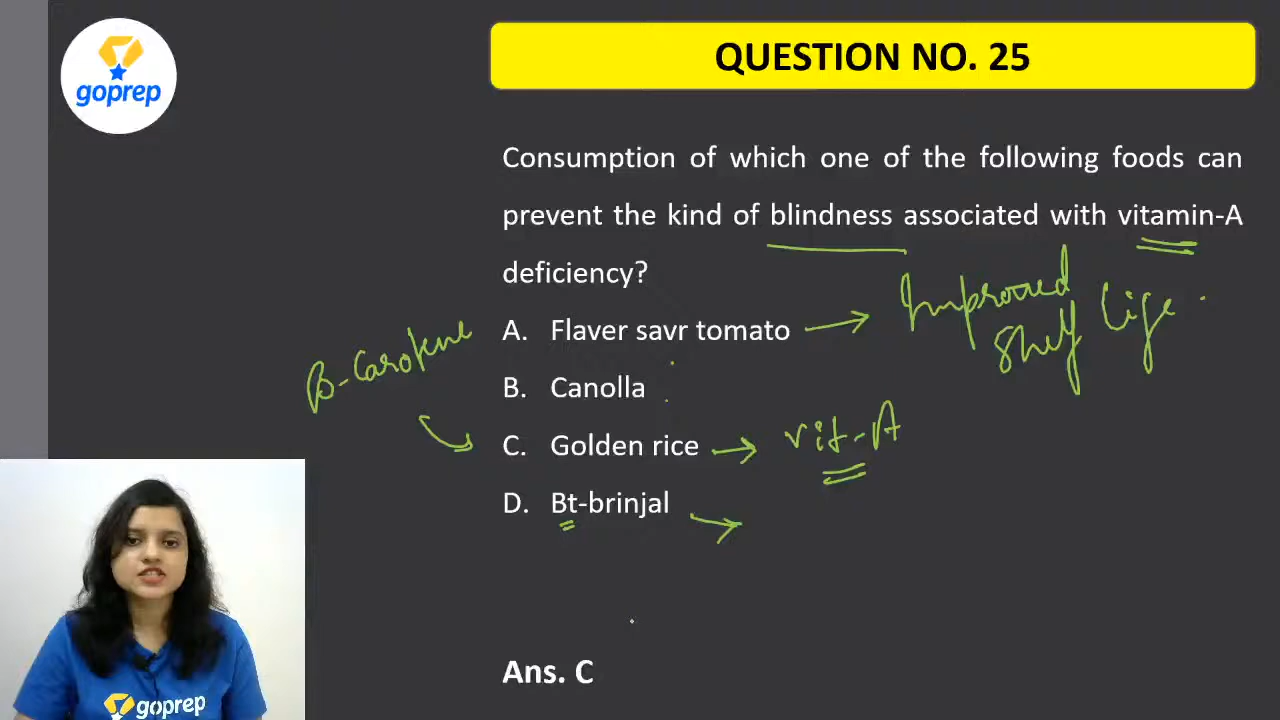 goprep
QUESTION NO. 25
Consumption of which one of the following foods can
prevent the kind of blindness associated with vitamin-A
deficiency?
A. Flaver savr tomato → Improved
Shelf life
B. Canolla
β-carotene
C. Golden rice → vit-A
D. Bt-brinjal →
Ans. C
goprep